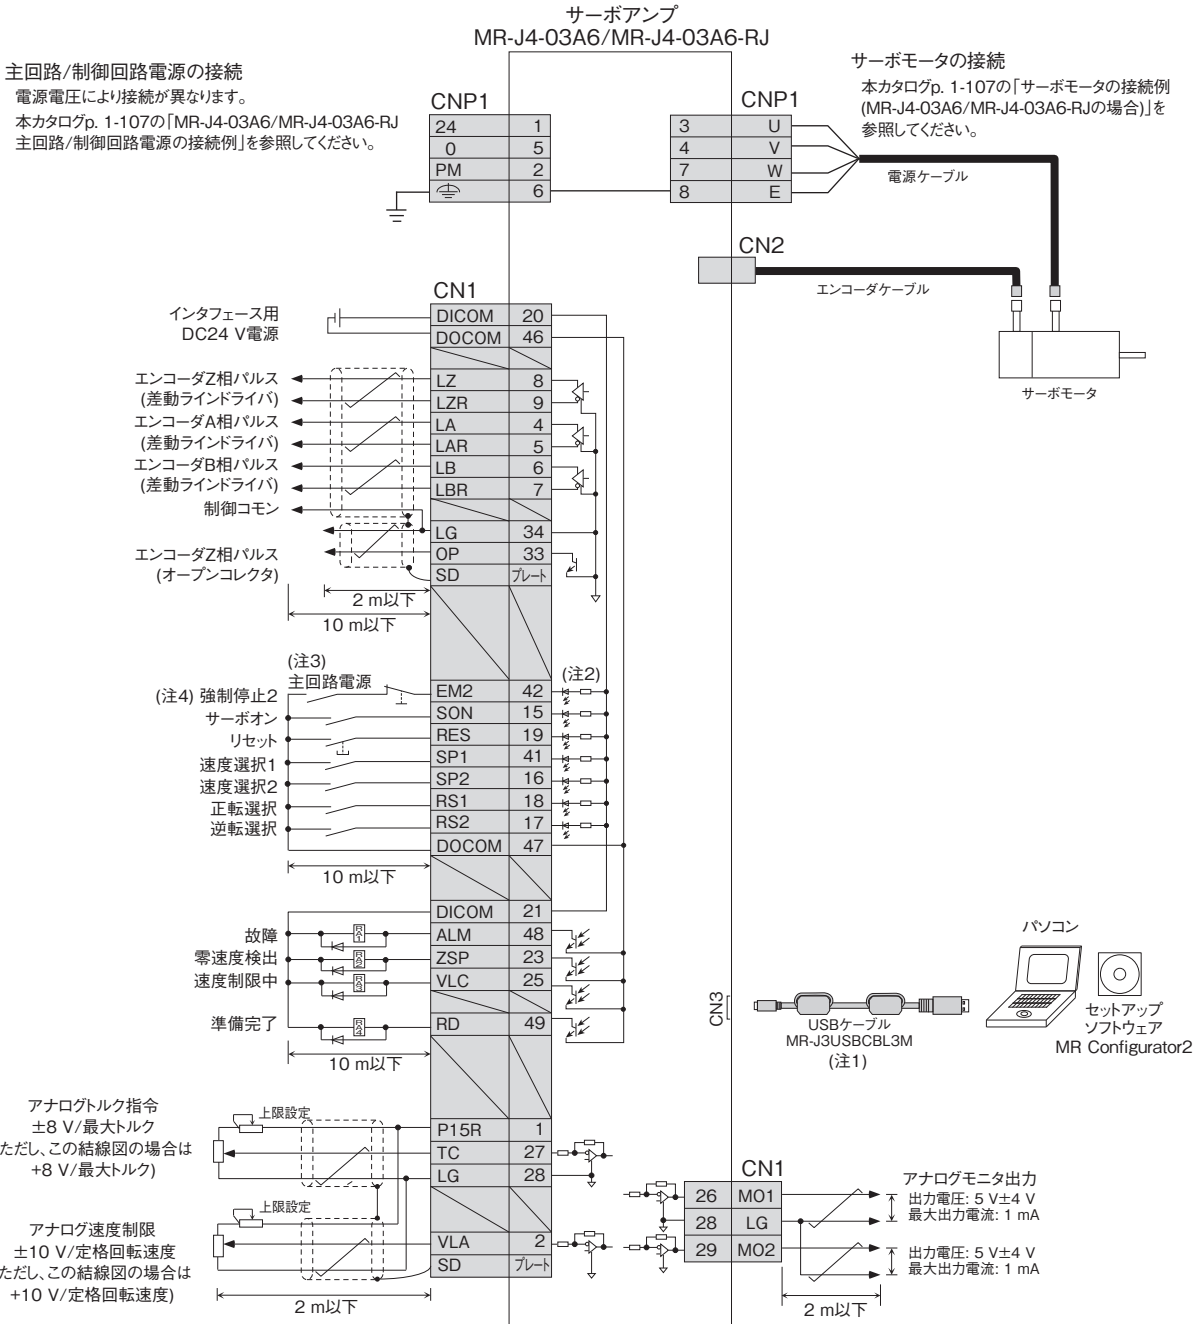 サーボアンプ
MR-J4-03A6/MR-J4-03A6-RJ
主回路/制御回路電源の接続
電源電圧により接続が異なります。
本カタログp. 1-107の「MR-J4-03A6/MR-J4-03A6-RJ
主回路/制御回路電源の接続例」を参照してください。
サーボモータの接続
本カタログp. 1-107の「サーボモータの接続例
(MR-J4-03A6/MR-J4-03A6-RJの場合)」を
参照してください。
CNP1
24 1
0 5
PM 2
6
CNP1
3 U
4 V
7 W
8 E
電源ケーブル
CN2
エンコーダケーブル
サーボモータ
CN1
インタフェース用
DC24 V電源
DICOM 20
DOCOM 46
エンコーダZ相パルス
(差動ラインドライバ)
LZ 8
LZR 9
エンコーダA相パルス
(差動ラインドライバ)
LA 4
LAR 5
エンコーダB相パルス
(差動ラインドライバ)
LB 6
LBR 7
制御コモン
LG 34
エンコーダZ相パルス
(オープンコレクタ)
OP 33
SD プレート
2 m以下
10 m以下
(注3)
主回路電源
(注2)
(注4) 強制停止2 EM2 42
サーボオン SON 15
リセット RES 19
速度選択1 SP1 41
速度選択2 SP2 16
正転選択 RS1 18
逆転選択 RS2 17
DOCOM 47
10 m以下
DICOM 21
故障 RA1 ALM 48
零速度検出 RA2 ZSP 23
速度制限中 RA3 VLC 25
準備完了 RA4 RD 49
10 m以下
CN3
USBケーブル
MR-J3USBCBL3M
(注1)
パソコン
セットアップ
ソフトウェア
MR Configurator2
アナログトルク指令
±8 V/最大トルク
ただし、この結線図の場合は
+8 V/最大トルク)
上限設定
P15R 1
TC 27
LG 28
アナログ速度制限
±10 V/定格回転速度
ただし、この結線図の場合は
+10 V/定格回転速度)
上限設定
VLA 2
SD プレート
2 m以下
CN1
26 MO1
28 LG
29 MO2
アナログモニタ出力
出力電圧: 5 V±4 V
最大出力電流: 1 mA
出力電圧: 5 V±4 V
最大出力電流: 1 mA
2 m以下